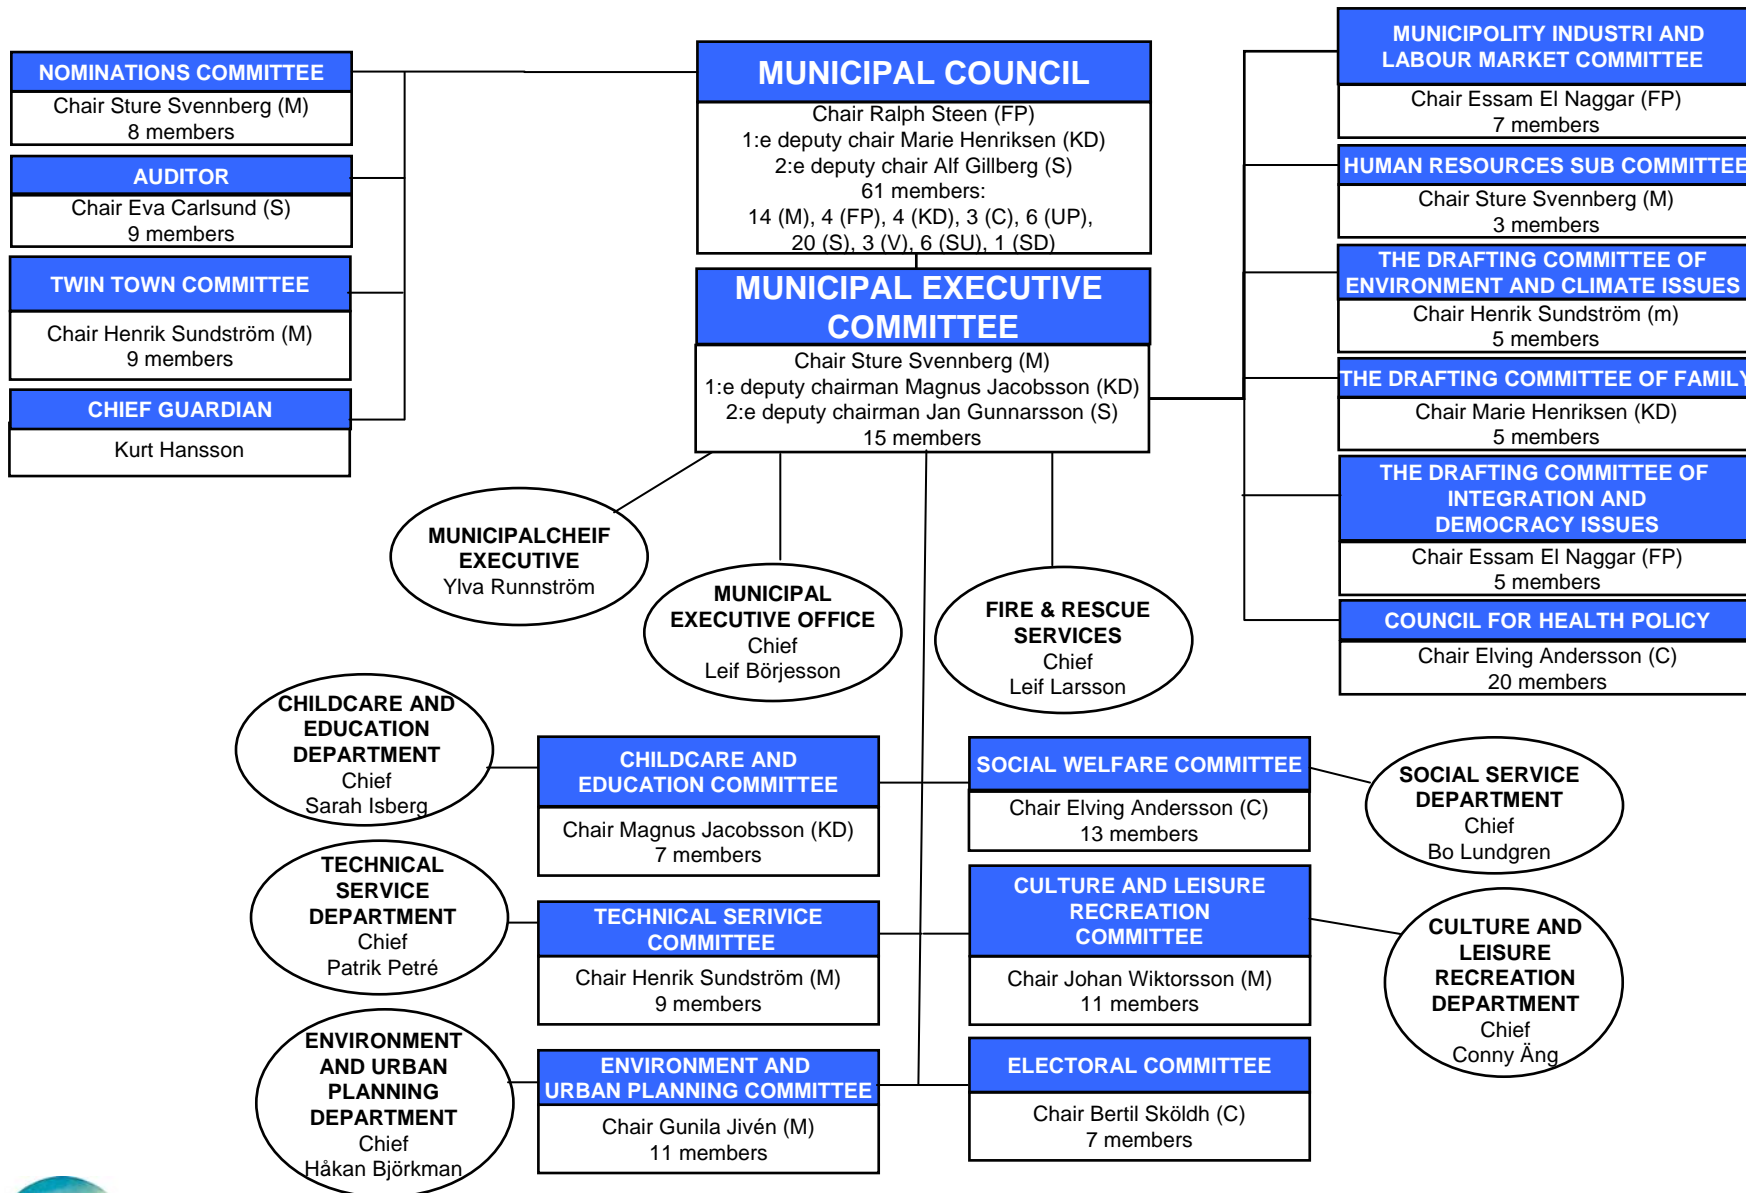 NOMINATIONS COMMITTEE
Chair Sture Svennberg (M)
8 members
AUDITOR
Chair Eva Carlsund (S)
9 members
TWIN TOWN COMMITTEE
Chair Henrik Sundström (M)
9 members
CHIEF GUARDIAN
Kurt Hansson
MUNICIPAL COUNCIL
Chair Ralph Steen (FP)
1:e deputy chair Marie Henriksen (KD)
2:e deputy chair Alf Gillberg (S)
61 members:
14 (M), 4 (FP), 4 (KD), 3 (C), 6 (UP),
20 (S), 3 (V), 6 (SU), 1 (SD)
MUNICIPAL EXECUTIVE
COMMITTEE
Chair Sture Svennberg (M)
1:e deputy chairman Magnus Jacobsson (KD)
2:e deputy chairman Jan Gunnarsson (S)
15 members
MUNICIPOLITY INDUSTRI AND
LABOUR MARKET COMMITTEE
Chair Essam El Naggar (FP)
7 members
HUMAN RESOURCES SUB COMMITTEE
Chair Sture Svennberg (M)
3 members
THE DRAFTING COMMITTEE OF
ENVIRONMENT AND CLIMATE ISSUES
Chair Henrik Sundström (m)
5 members
THE DRAFTING COMMITTEE OF FAMILY
Chair Marie Henriksen (KD)
5 members
THE DRAFTING COMMITTEE OF
INTEGRATION AND
DEMOCRACY ISSUES
Chair Essam El Naggar (FP)
5 members
COUNCIL FOR HEALTH POLICY
Chair Elving Andersson (C)
20 members
MUNICIPALCHEIF
EXECUTIVE
Ylva Runnström
MUNICIPAL
EXECUTIVE OFFICE
Chief
Leif Börjesson
FIRE & RESCUE
SERVICES
Chief
Leif Larsson
CHILDCARE AND
EDUCATION
DEPARTMENT
Chief
Sarah Isberg
CHILDCARE AND
EDUCATION COMMITTEE
Chair Magnus Jacobsson (KD)
7 members
SOCIAL WELFARE COMMITTEE
Chair Elving Andersson (C)
13 members
SOCIAL SERVICE
DEPARTMENT
Chief
Bo Lundgren
TECHNICAL
SERVICE
DEPARTMENT
Chief
Patrik Petré
TECHNICAL SERIVICE
COMMITTEE
Chair Henrik Sundström (M)
9 members
CULTURE AND LEISURE
RECREATION
COMMITTEE
Chair Johan Wiktorsson (M)
11 members
CULTURE AND
LEISURE
RECREATION
DEPARTMENT
Chief
Conny Äng
ENVIRONMENT
AND URBAN
PLANNING
DEPARTMENT
Chief
Håkan Björkman
ENVIRONMENT AND
URBAN PLANNING COMMITTEE
Chair Gunila Jivén (M)
11 members
ELECTORAL COMMITTEE
Chair Bertil Sköldh (C)
7 members